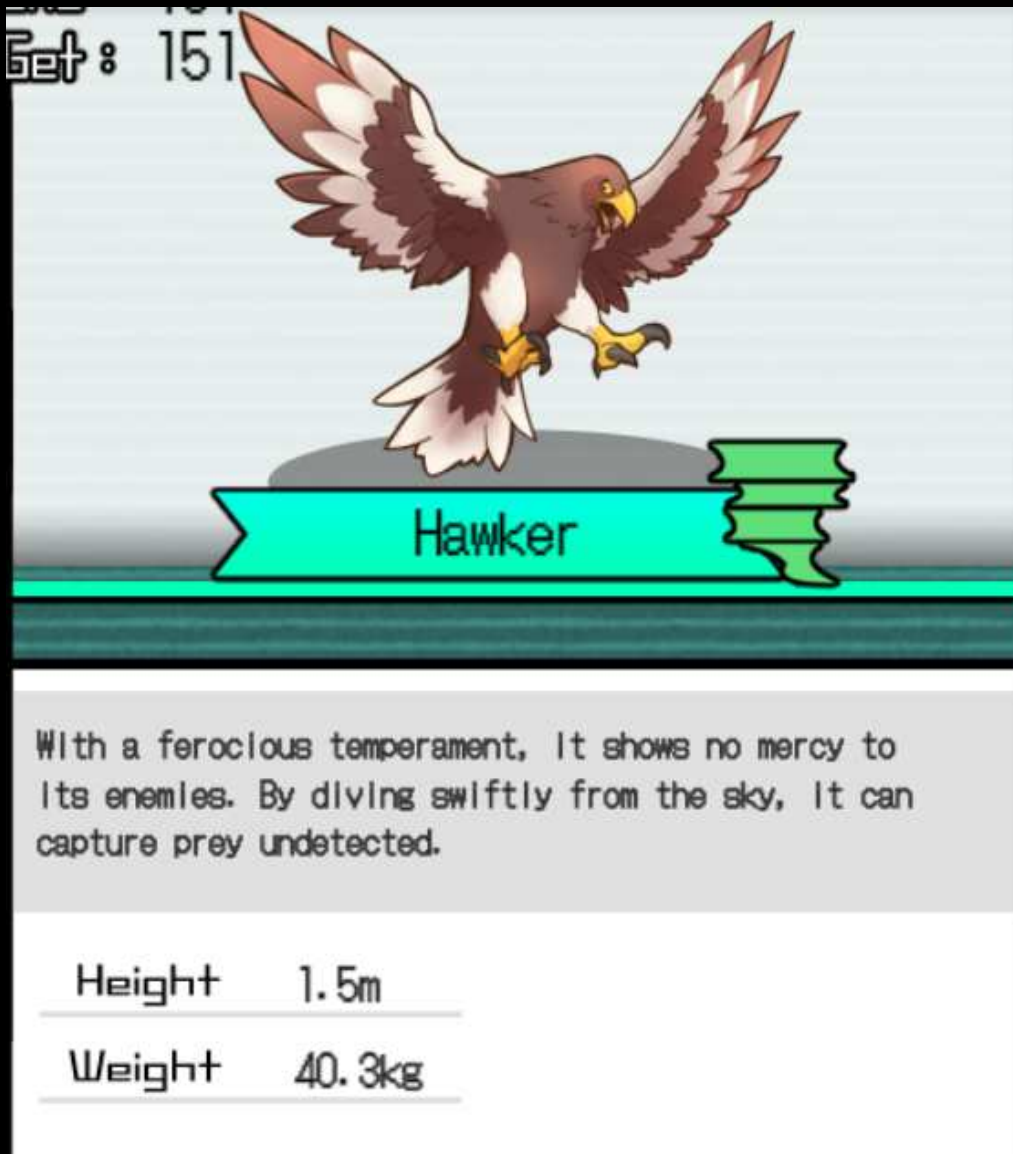 Get: 151
Hawker
With a ferocious temperament, it shows no mercy to
its enemies. By diving swiftly from the sky, it can
capture prey undetected.
Height 1.5m
Weight 40.3kg